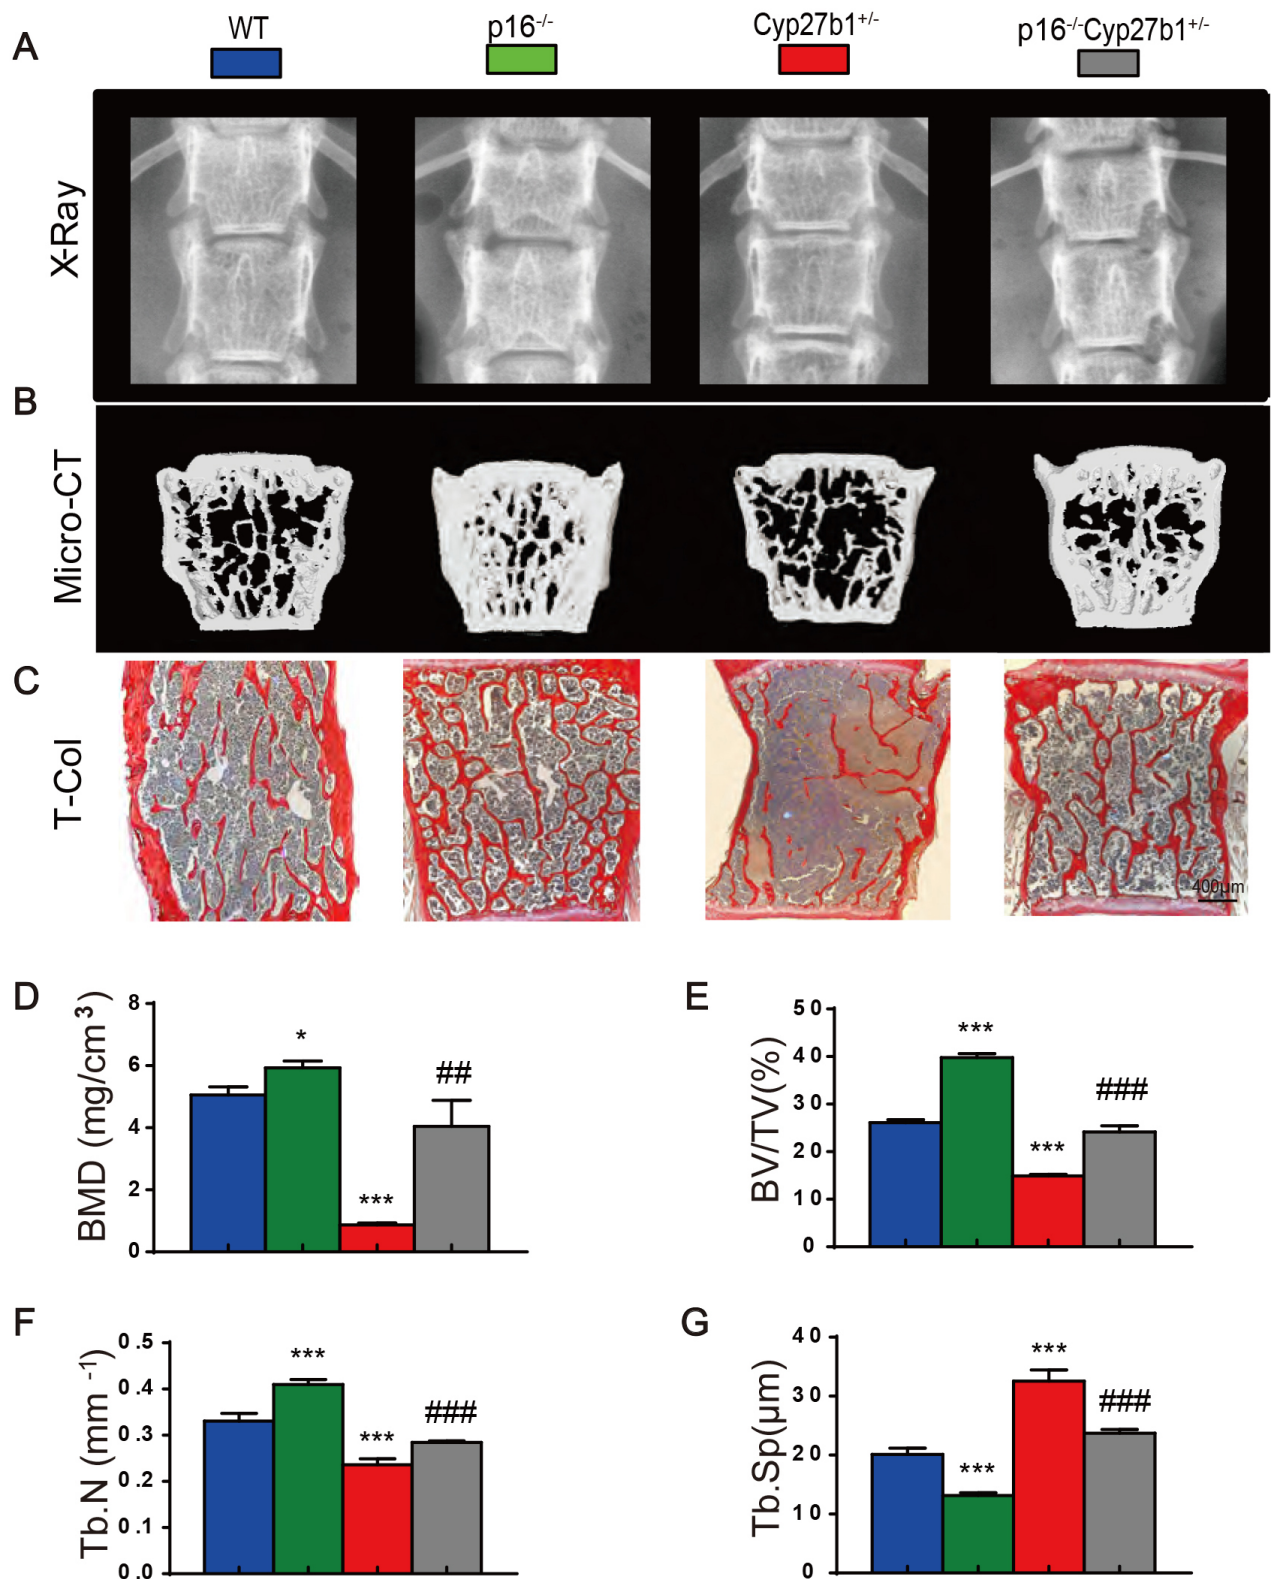 A
WT
p16-/-
Cyp27b1+/-
p16-/-Cyp27b1+/-
X-Ray
B
Micro-CT
C
T-Col
400μm
D
BMD (mg/cm3)
8
6
4
2
0
*
***
##
E
BV/TV(%)
50
40
30
20
10
0
***
***
###
F
Tb.N (mm -1)
0.5
0.4
0.3
0.2
0.1
0.0
***
***
###
G
Tb.Sp(μm)
40
30
20
10
0
***
***
###